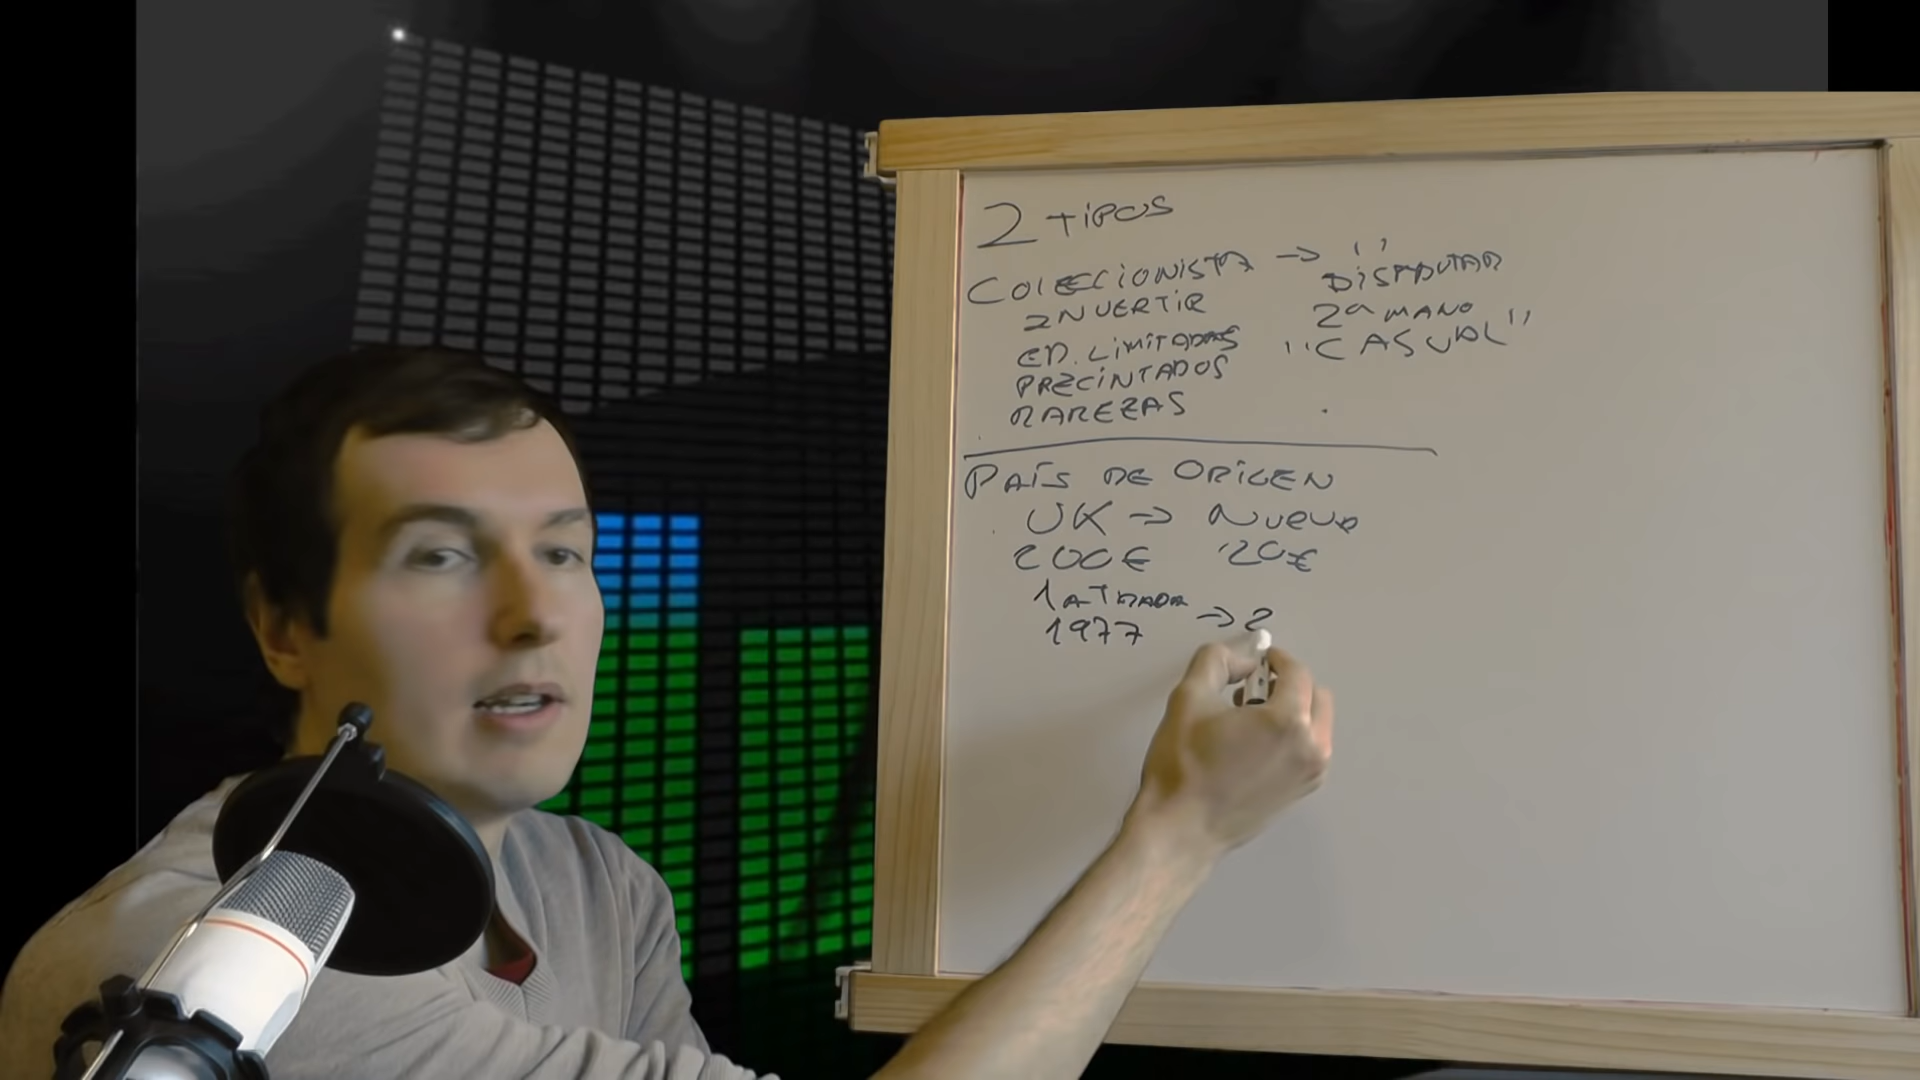 2 TIPOS
COLECCIONISTA → " DISFRUTAR
INVERTIR 2ª MANO
ED. LIMITADAS "CASUAL"
PRECINTADOS
RAREZAS
PAÍS DE ORIGEN
UK → NUEVO
200€ 20€
1ª TIRADA
1977 → 2